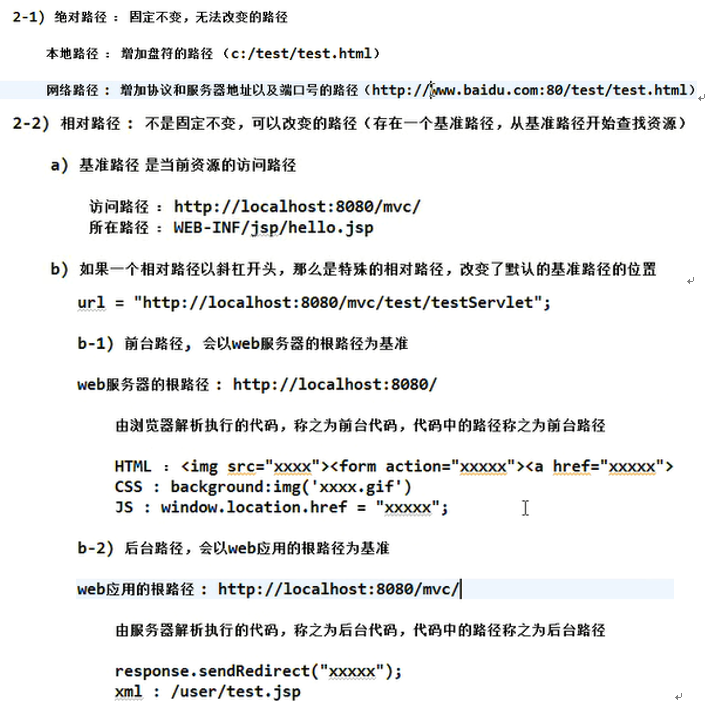 2-1) 绝对路径 : 固定不变，无法改变的路径
本地路径 : 增加盘符的路径 （c:/test/test.html）
网络路径 : 增加协议和服务器地址以及端口号的路径（http://www.baidu.com:80/test/test.html）
2-2) 相对路径 : 不是固定不变，可以改变的路径（存在一个基准路径，从基准路径开始查找资源）
a) 基准路径 是当前资源的访问路径
访问路径 : http://localhost:8080/mvc/
所在路径 : WEB-INF/jsp/hello.jsp
b) 如果一个相对路径以斜杠开头，那么是特殊的相对路径，改变了默认的基准路径的位置
url = "http://localhost:8080/mvc/test/testServlet";
b-1) 前台路径, 会以web服务器的根路径为基准
web服务器的根路径 : http://localhost:8080/
由浏览器解析执行的代码，称之为前台代码，代码中的路径称之为前台路径
HTML : <img src="xxxx"><form action="xxxxx"><a href="xxxxx">
CSS : background:img('xxxx.gif')
JS : window.location.href = "xxxxx";
b-2) 后台路径，会以web应用的根路径为基准
web应用的根路径 : http://localhost:8080/mvc/
由服务器解析执行的代码，称之为后台代码，代码中的路径称之为后台路径
response.sendRedirect("xxxxx");
xml : /user/test.jsp